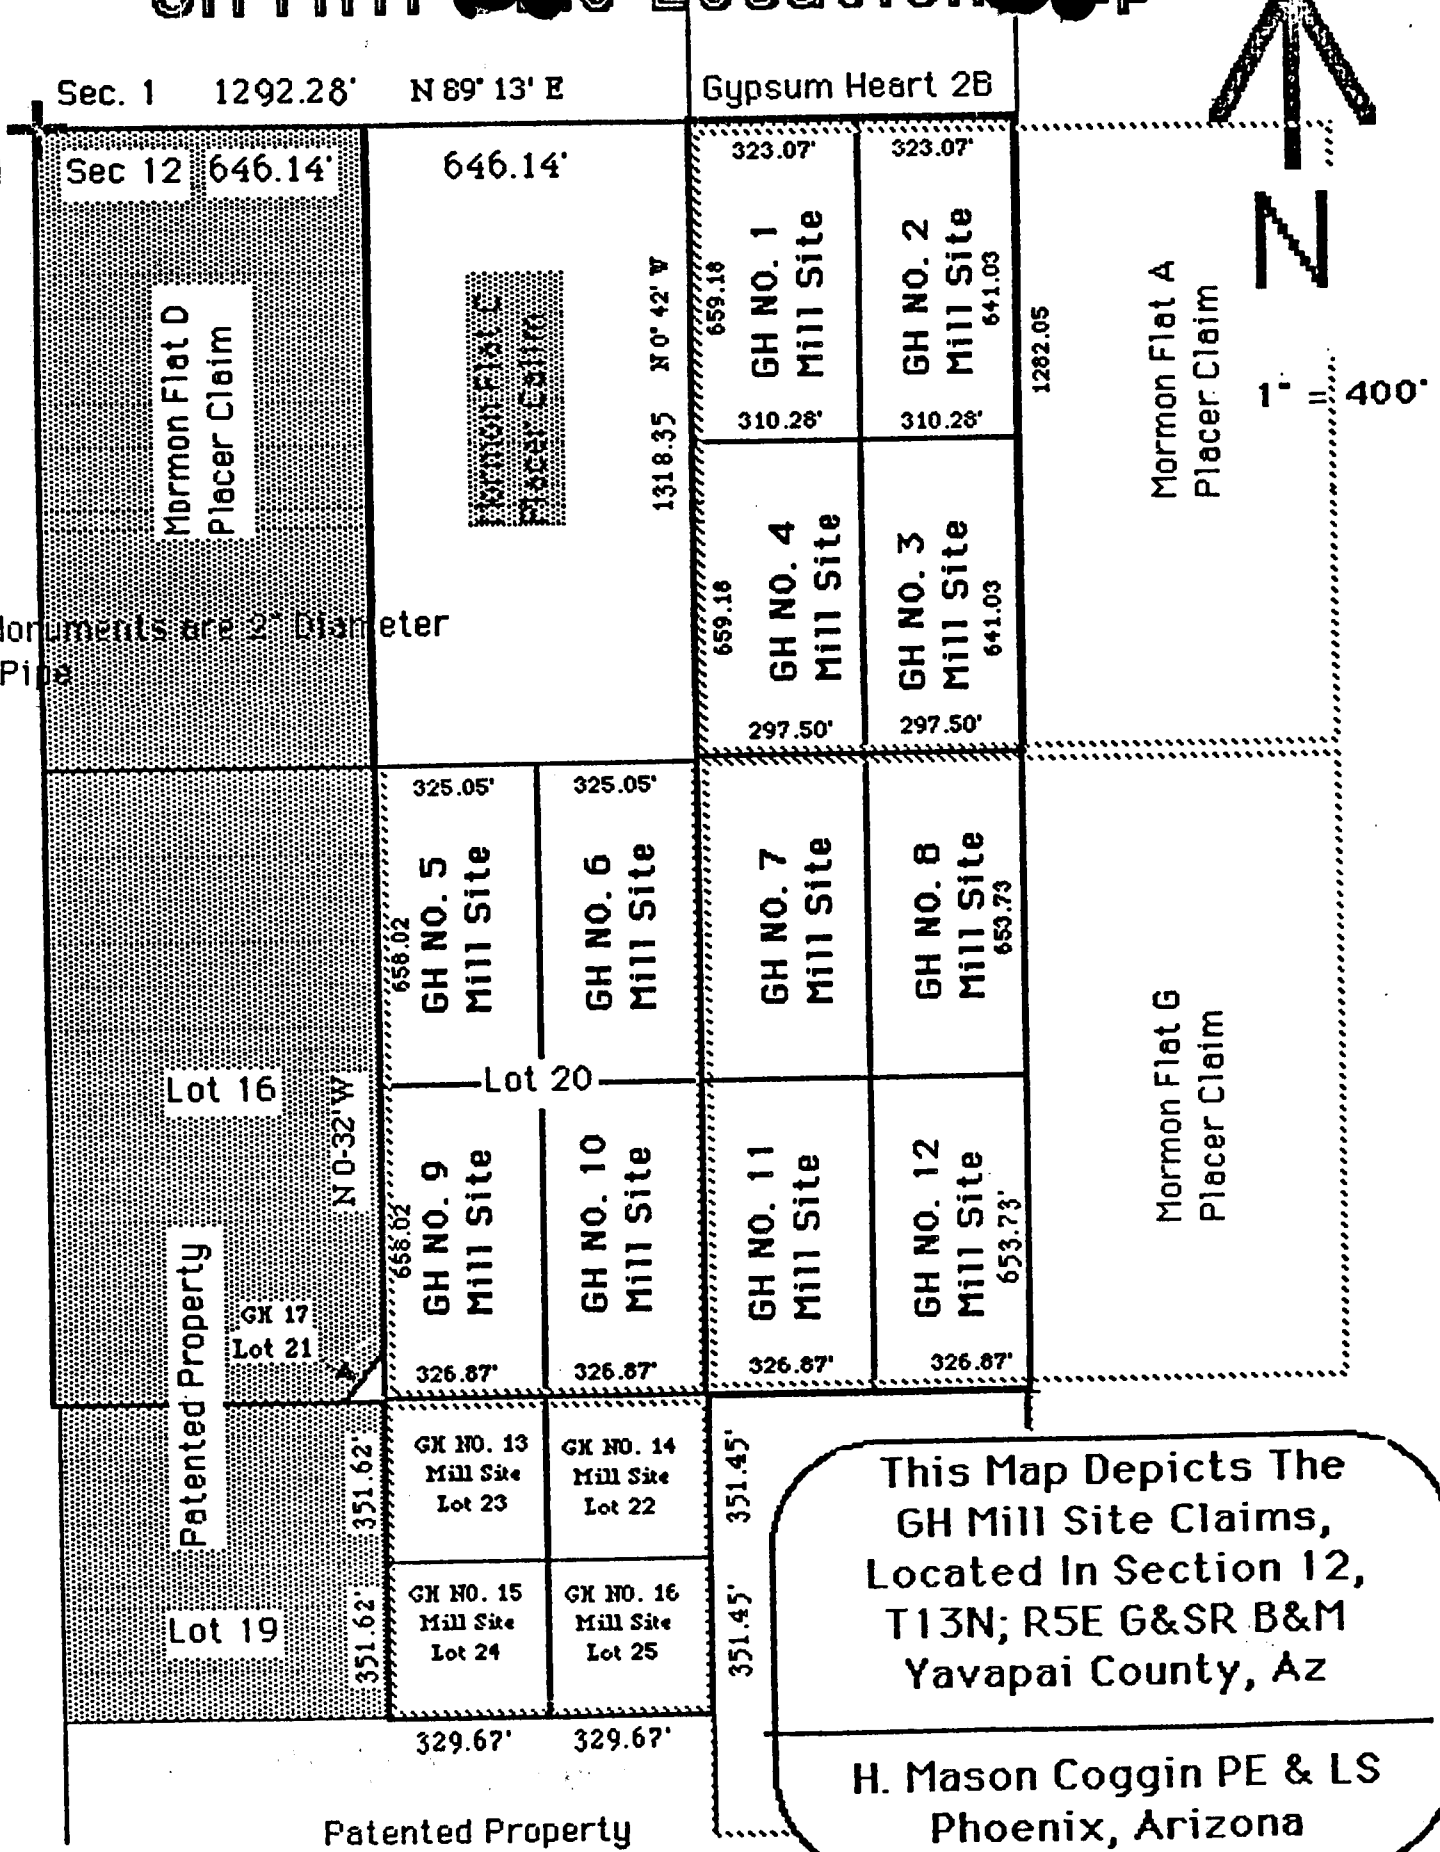 Sec. 1 1292.28' N 89° 13' E Gypsum Heart 2B
Sec 12 646.14' 646.14' 323.07' 323.07'
Mormon Flat D
Placer Claim
Mormon Flat C
Placer Calim
1318.35 N 0° 42' W
659.18
GH NO. 1
Mill Site
310.28'
GH NO. 2
Mill Site
641.03
310.28'
1282.05
Mormon Flat A
Placer Claim
N
1" = 400'
659.18
GH NO. 4
Mill Site
297.50'
GH NO. 3
Mill Site
641.03
297.50'
Monuments are 2" Diameter
Pipe
325.05' 325.05'
658.02
GH NO. 5
Mill Site
GH NO. 6
Mill Site
GH NO. 7
Mill Site
GH NO. 8
Mill Site
653.73
Lot 16
Lot 20
N 0-32'W
658.02
GH NO. 9
Mill Site
326.87'
GH NO. 10
Mill Site
326.87'
GH NO. 11
Mill Site
326.87'
GH NO. 12
Mill Site
653.73'
326.87'
Mormon Flat G
Placer Claim
Patented Property
GH 17
Lot 21
351.62'
GH NO. 13
Mill Site
Lot 23
GH NO. 14
Mill Site
Lot 22
351.45'
Lot 19
351.62'
GH NO. 15
Mill Site
Lot 24
GH NO. 16
Mill Site
Lot 25
351.45'
329.67' 329.67'
Patented Property
This Map Depicts The
GH Mill Site Claims,
Located In Section 12,
T13N; R5E G&SR B&M
Yavapai County, Az
H. Mason Coggin PE & LS
Phoenix, Arizona